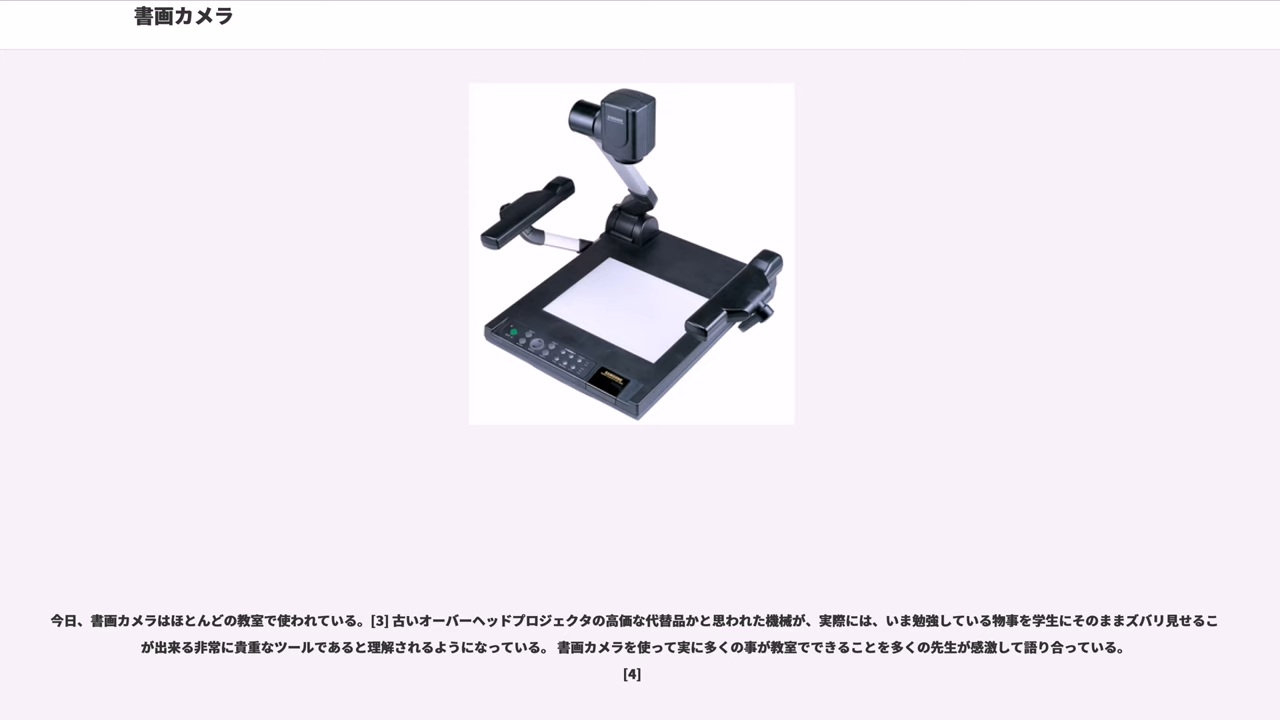 書画カメラ
今日、書画カメラはほとんどの教室で使われている。[3] 古いオーバーヘッドプロジェクタの高価な代替品かと思われた機械が、実際には、いま勉強している物事を学生にそのままズバリ見せるこ
が出来る非常に貴重なツールであると理解されるようになっている。 書画カメラを使って実に多くの事が教室でできることを多くの先生が感激して語り合っている。
[4]